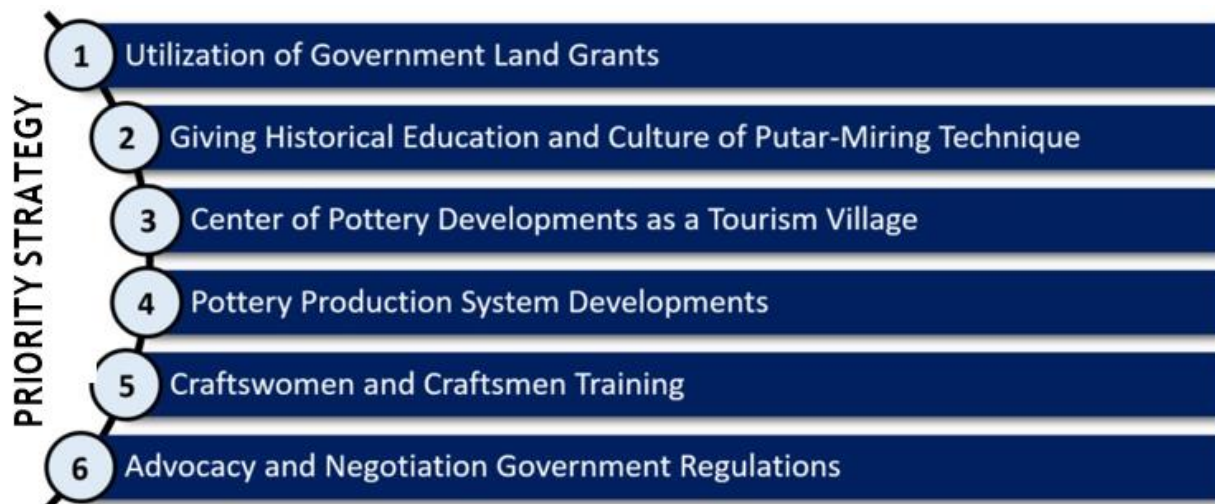 PRIORITY STRATEGY
1 Utilization of Government Land Grants
2 Giving Historical Education and Culture of Putar-Miring Technique
3 Center of Pottery Developments as a Tourism Village
4 Pottery Production System Developments
5 Craftswomen and Craftsmen Training
6 Advocacy and Negotiation Government Regulations